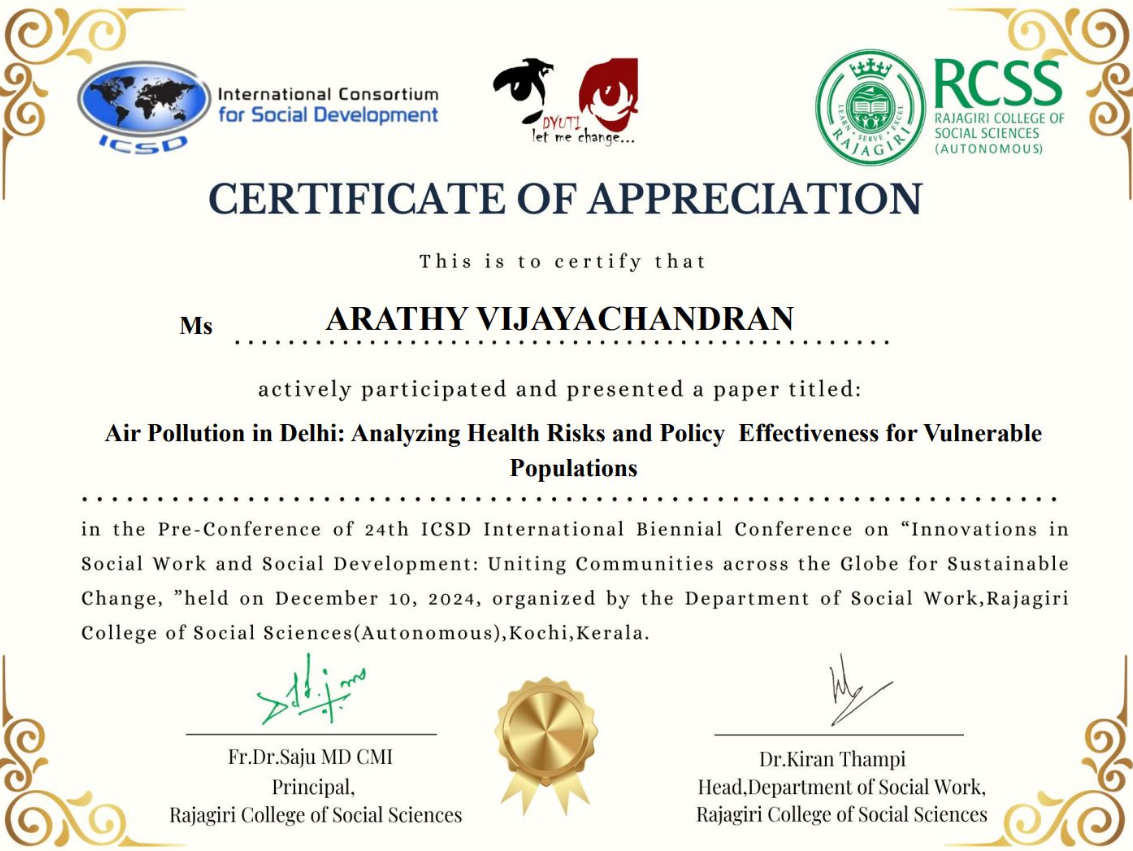 International Consortium
for Social Development
ICSD
DYUTI
let me change...
RAJAGIRI
LEARN · SERVE · EXCEL
RCSS
RAJAGIRI COLLEGE OF
SOCIAL SCIENCES
(AUTONOMOUS)
CERTIFICATE OF APPRECIATION
This is to certify that
Ms ARATHY VIJAYACHANDRAN
actively participated and presented a paper titled:
Air Pollution in Delhi: Analyzing Health Risks and Policy Effectiveness for Vulnerable
Populations
in the Pre-Conference of 24th ICSD International Biennial Conference on “Innovations in
Social Work and Social Development: Uniting Communities across the Globe for Sustainable
Change, ”held on December 10, 2024, organized by the Department of Social Work,Rajagiri
College of Social Sciences(Autonomous),Kochi,Kerala.
Fr.Dr.Saju MD CMI
Principal,
Rajagiri College of Social Sciences
Dr.Kiran Thampi
Head,Department of Social Work,
Rajagiri College of Social Sciences